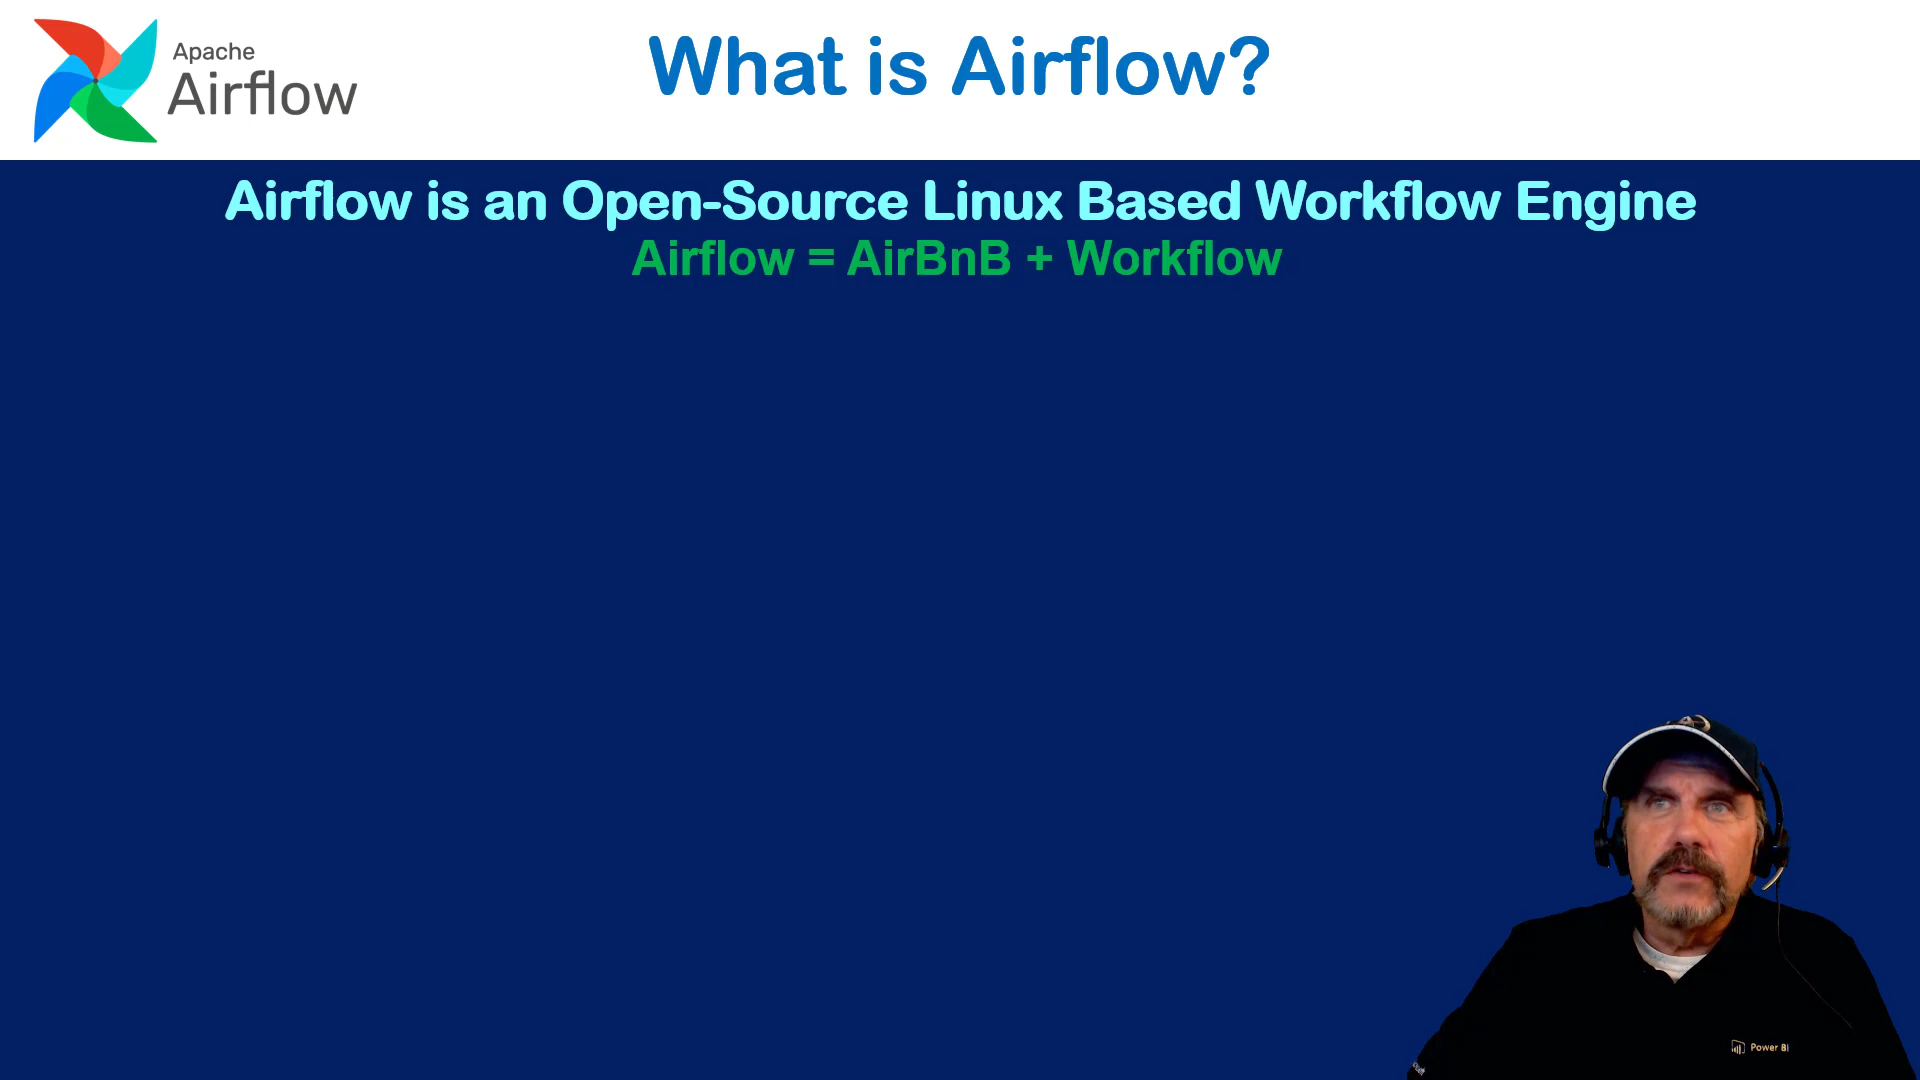 Apache
Airflow
What is Airflow?
Airflow is an Open-Source Linux Based Workflow Engine
Airflow = AirBnB + Workflow
Power BI